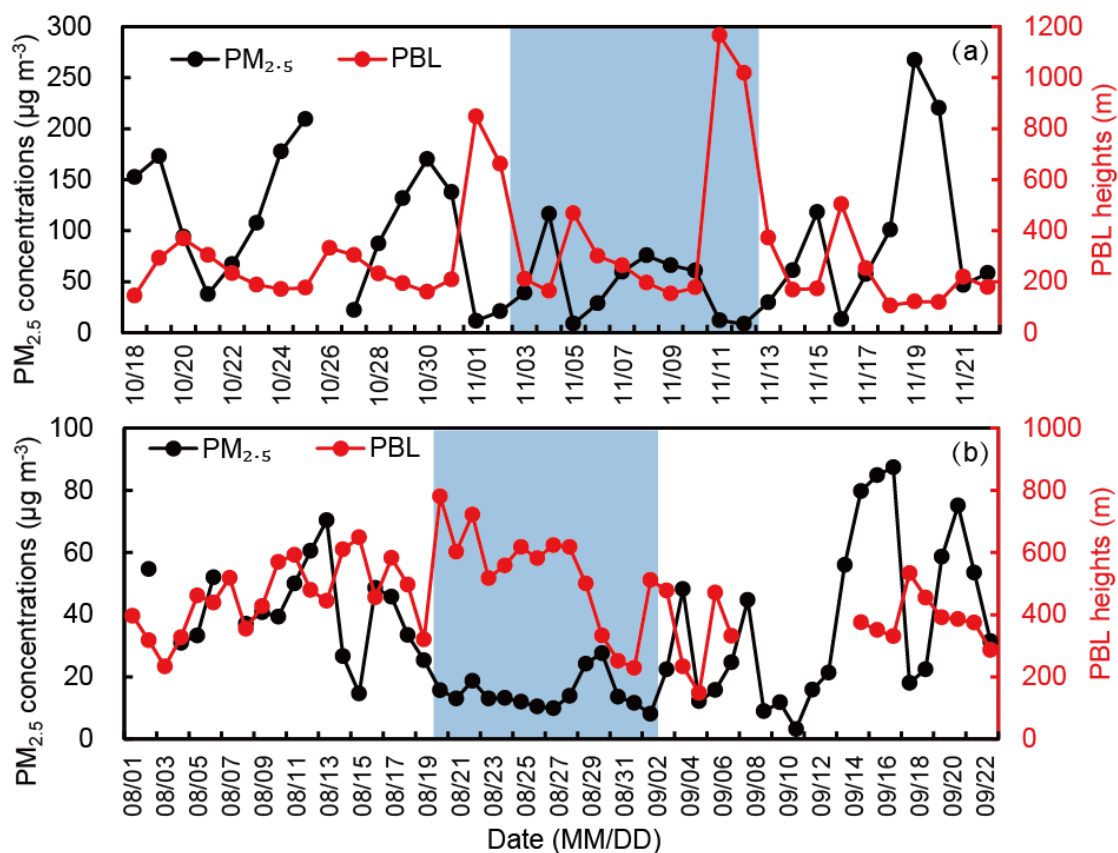 PM₂.₅ PBL (a)
PM₂.₅ concentrations (μg m⁻³)
300
250
200
150
100
50
0
1200
1000
800
600
400
200
0
PBL heights (m)
10/18 10/20 10/22 10/24 10/26 10/28 10/30 11/01 11/03 11/05 11/07 11/09 11/11 11/13 11/15 11/17 11/19 11/21
PM₂.₅ PBL (b)
PM₂.₅ concentrations (μg m⁻³)
100
80
60
40
20
0
1000
800
600
400
200
0
PBL heights (m)
08/01 08/03 08/05 08/07 08/09 08/11 08/13 08/15 08/17 08/19 08/21 08/23 08/25 08/27 08/29 08/31 09/02 09/04 09/06 09/08 09/10 09/12 09/14 09/16 09/18 09/20 09/22
Date (MM/DD)